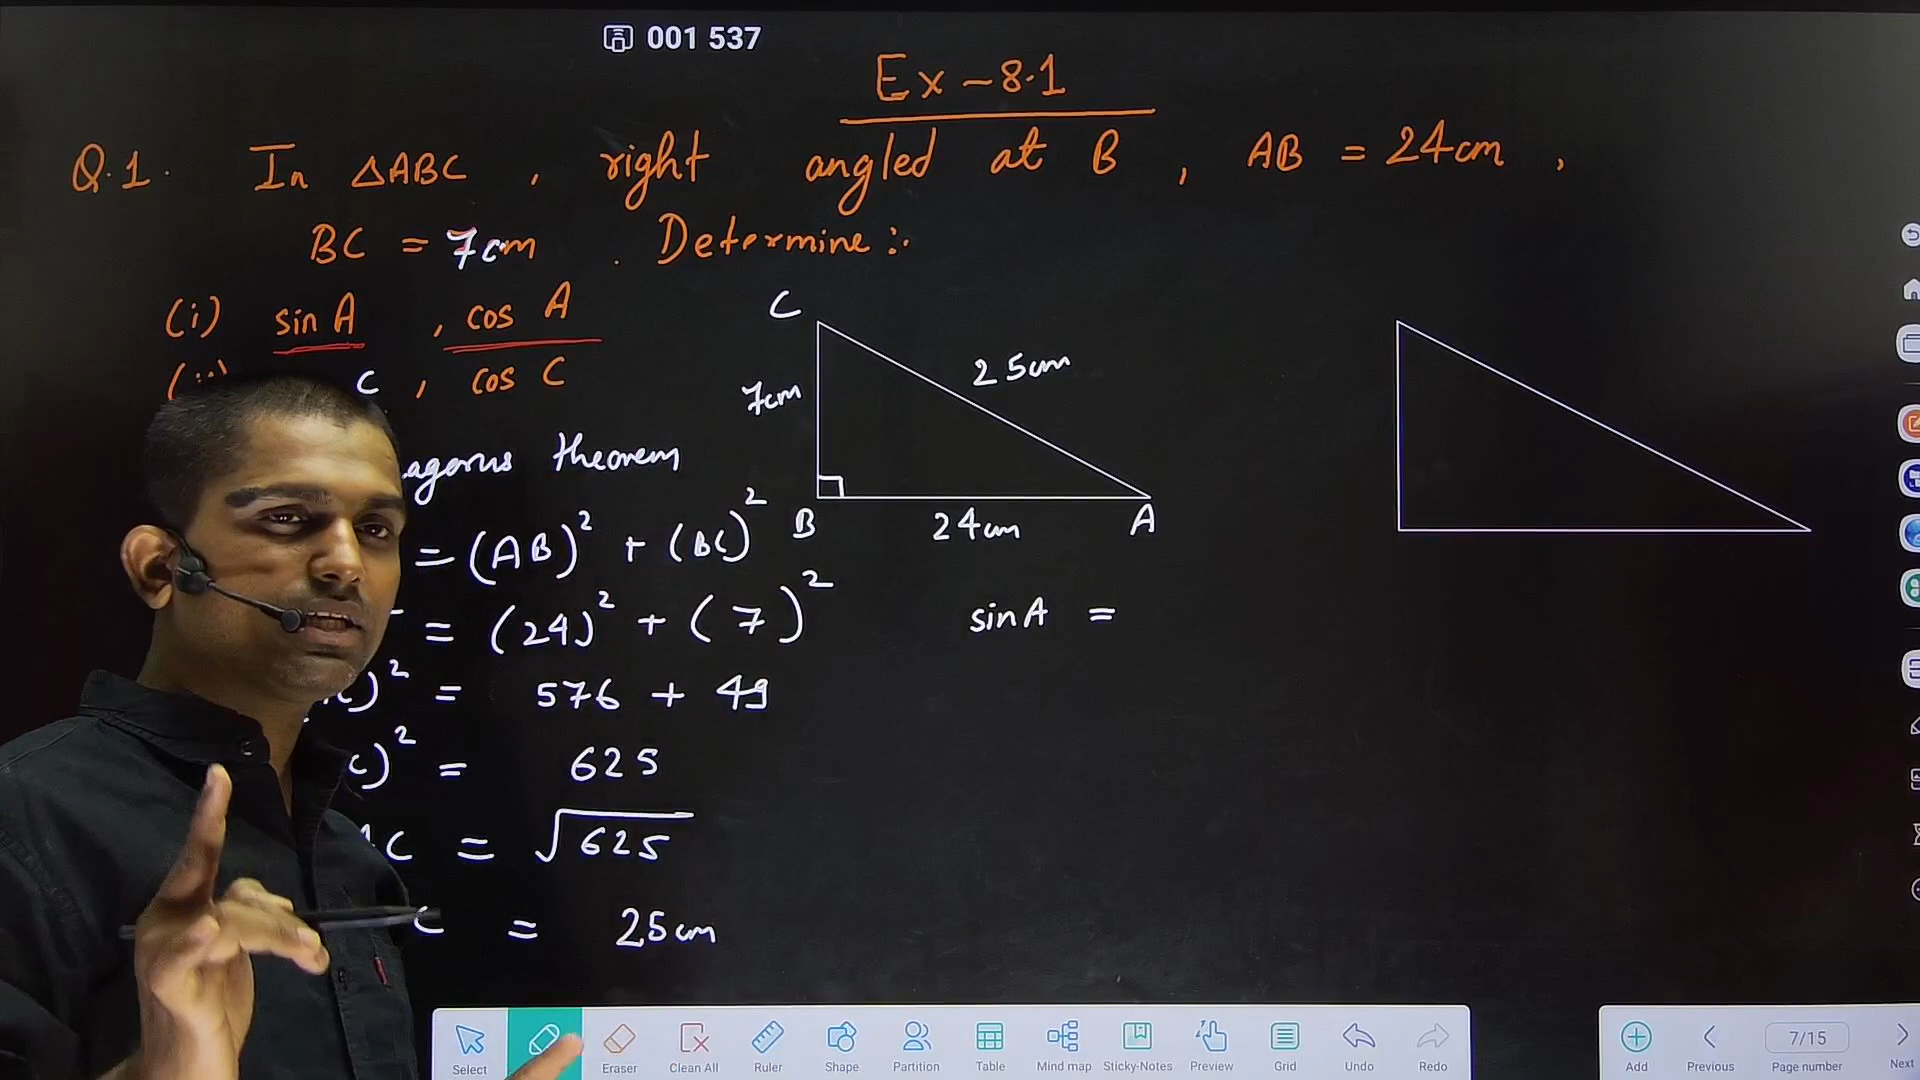 001 537
Ex - 8.1
Q.1. In △ABC, right angled at B, AB = 24cm,
BC = 7cm. Determine :.
(i) sin A, cos A
C, cos C
C
7cm
25cm
B
24cm
A
agorus theorem
= (AB)² + (BC)²
= (24)² + (7)²
)² = 576 + 49
C)² = 625
AC = √625
C = 25cm
sin A =
Select
Eraser
Clean All
Ruler
Shape
Partition
Table
Mind map
Sticky-Notes
Preview
Grid
Undo
Redo
Add
Previous
7/15
Page number
Next